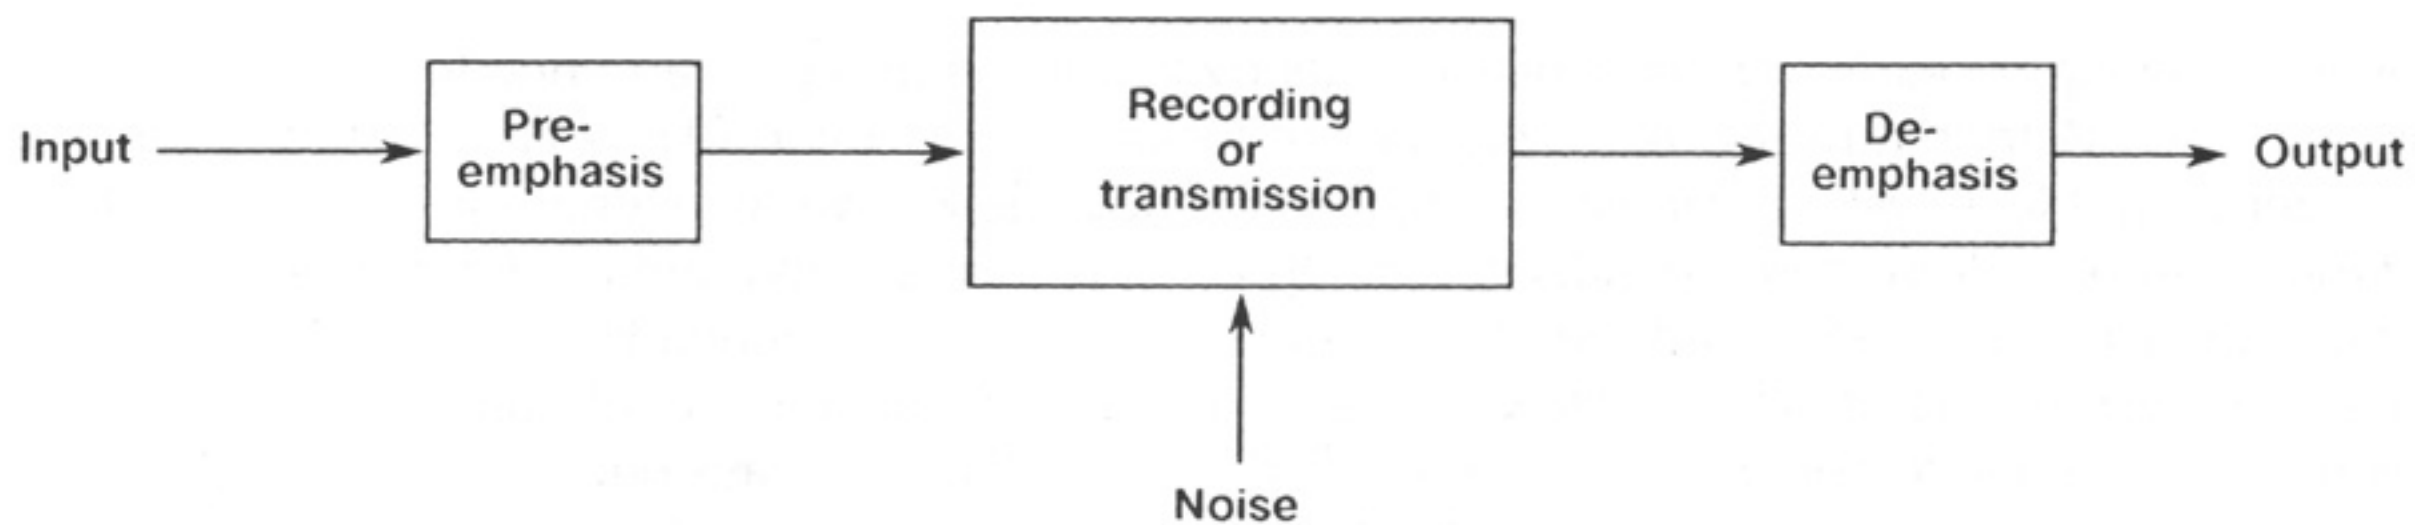 Input
Pre-
emphasis
Recording
or
transmission
De-
emphasis
Output
Noise